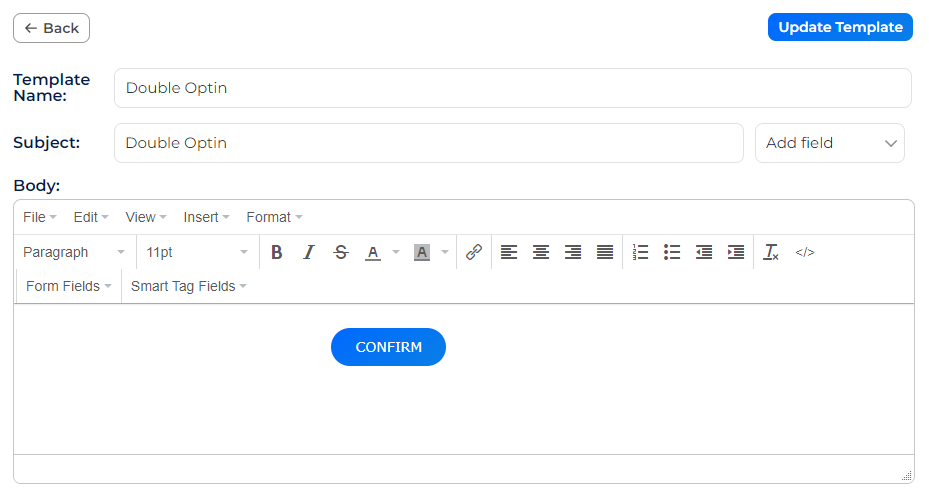 Back
Update Template
Template
Name:
Double Optin
Subject:
Double Optin
Add field
Body:
File Edit View Insert Format
Paragraph 11pt B I S A A </>
Form Fields Smart Tag Fields
CONFIRM